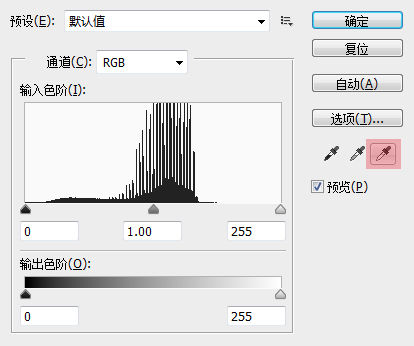 预设(E): 默认值
确定
复位
自动(A)
选项(T)...
预览(P)
通道(C): RGB
输入色阶(I):
0 1.00 255
输出色阶(O):
0 255